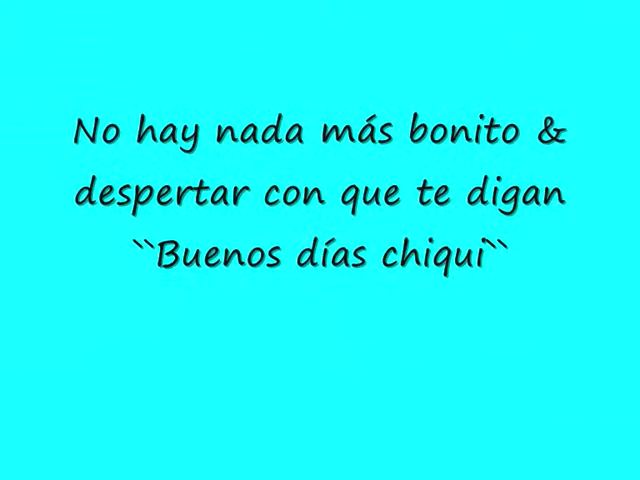 No hay nada más bonito &
despertar con que te digan
``Buenos días chiqui``